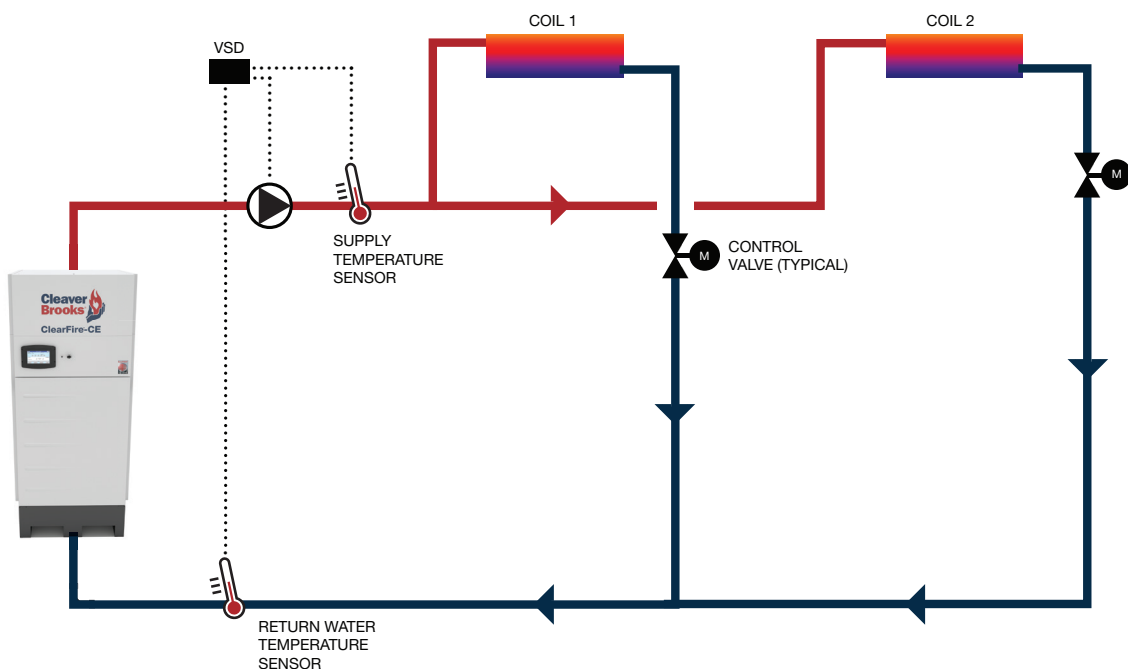 COIL 1
COIL 2
VSD
SUPPLY
TEMPERATURE
SENSOR
M
CONTROL
VALVE (TYPICAL)
M
Cleaver
Brooks
ClearFire-CE
RETURN WATER
TEMPERATURE
SENSOR